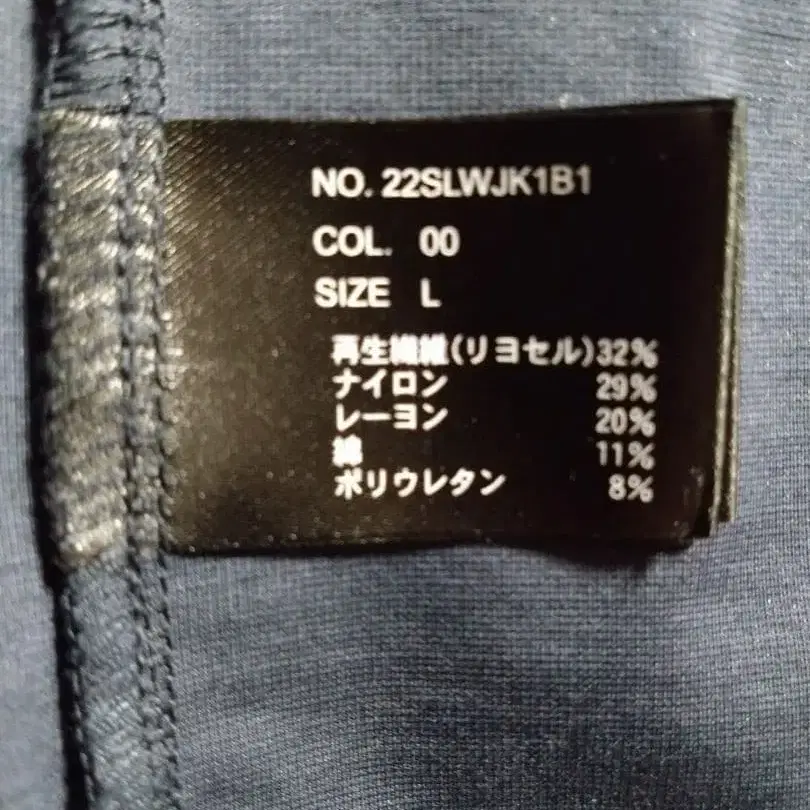 NO. 22SLWJK1B1
COL. 00
SIZE L
再生繊維(リヨセル)32%
ナイロン 29%
レーヨン 20%
綿 11%
ポリウレタン 8%